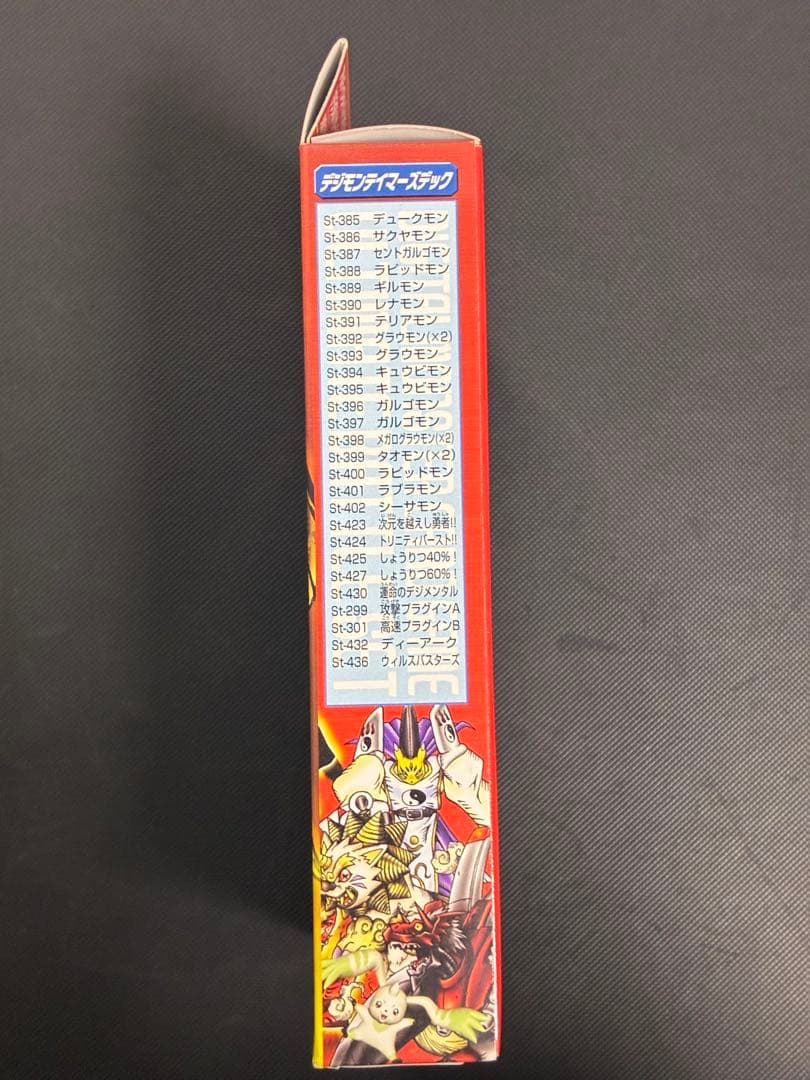 デジモンテイマーズデック
St-385 デュークモン
St-386 サクヤモン
St-387 セントガルゴモン
St-388 ラピッドモン
St-389 ギルモン
St-390 レナモン
St-391 テリアモン
St-392 グラウモン(×2)
St-393 グラウモン
St-394 キュウビモン
St-395 キュウビモン
St-396 ガルゴモン
St-397 ガルゴモン
St-398 メガログラウモン(×2)
St-399 タオモン(×2)
St-400 ラピッドモン
St-401 ラブラモン
St-402 シーサモン
St-423 次元を越えし勇者!!
St-424 トリニティバースト!!
St-425 しょうりつ40%!
St-427 しょうりつ60%!
St-430 運命のデジメンタル
St-299 攻撃プラグインA
St-301 高速プラグインB
St-432 ディーアーク
St-436 ウィルスバスターズ